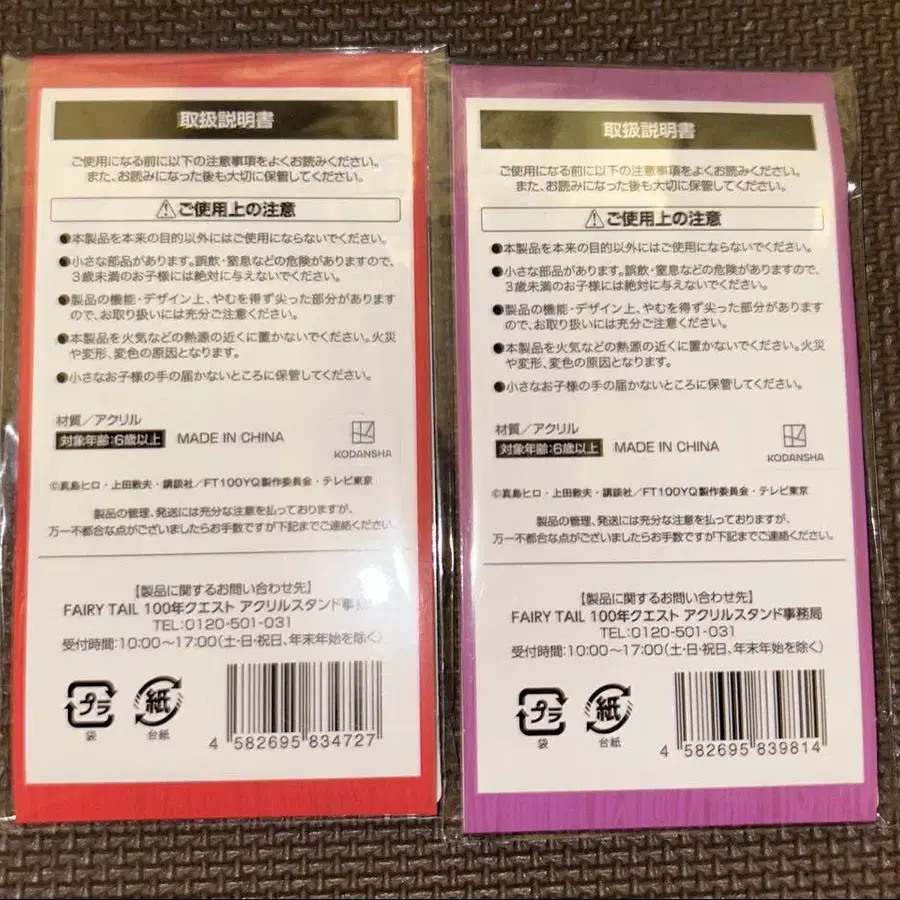 取扱説明書
ご使用になる前に以下の注意事項をよくお読みください。
また、お読みになった後も大切に保管してください。
⚠ご使用上の注意
●本製品を本来の目的以外にはご使用にならないでください。
●小さな部品があります。誤飲・窒息などの危険がありますので、
3歳未満のお子様には絶対に与えないでください。
●製品の機能・デザイン上、やむを得ず尖った部分があります
ので、お取り扱いには充分ご注意ください。
●本製品を火気などの熱源の近くに置かないでください。火災
や変形、変色の原因となります。
●小さなお子様の手の届かないところに保管してください。
材質/アクリル
対象年齢:6歳以上 MADE IN CHINA
KODANSHA
©真島ヒロ・上田敦夫・講談社/FT100YQ製作委員会・テレビ東京
製品の管理、発送には充分な注意を払っておりますが、
万一不都合な点がございましたらお手数ですが下記までご連絡ください
【製品に関するお問い合わせ先】
FAIRY TAIL 100年クエスト アクリルスタンド事務
TEL:0120-501-031
受付時間:10:00〜17:00(土・日・祝日、年末年始を除く)
プラ
袋
紙
台紙
4 582695 834727
取扱説明書
ご使用になる前に以下の注意事項をよくお読みください。
また、お読みになった後も大切に保管してください。
⚠ご使用上の注意
●本製品を本来の目的以外にはご使用にならないでください。
●小さな部品があります。誤飲・窒息などの危険がありますので、
3歳未満のお子様には絶対に与えないでください。
●製品の機能・デザイン上、やむを得ず尖った部分があります
ので、お取り扱いには充分ご注意ください。
●本製品を火気などの熱源の近くに置かないでください。火災
や変形、変色の原因となります。
●小さなお子様の手の届かないところに保管してください。
材質/アクリル
対象年齢:6歳以上 MADE IN CHINA
KODANSHA
©真島ヒロ・上田敦夫・講談社/FT100YQ製作委員会・テレビ東京
製品の管理、発送には充分な注意を払っておりますが、
万一不都合な点がございましたらお手数ですが下記までご連絡ください。
【製品に関するお問い合わせ先】
FAIRY TAIL 100年クエスト アクリルスタンド事務局
TEL:0120-501-031
受付時間:10:00〜17:00(土・日・祝日、年末年始を除く)
プラ
袋
紙
台紙
4 582695 839814